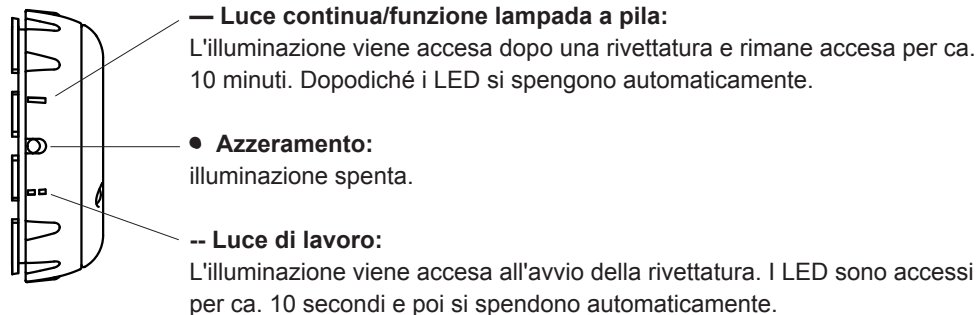 — Luce continua/funzione lampada a pila:
L'illuminazione viene accesa dopo una rivettatura e rimane accesa per ca.
10 minuti. Dopodiché i LED si spengono automaticamente.
● Azzeramento:
illuminazione spenta.
-- Luce di lavoro:
L'illuminazione viene accesa all'avvio della rivettatura. I LED sono accessi
per ca. 10 secondi e poi si spendono automaticamente.